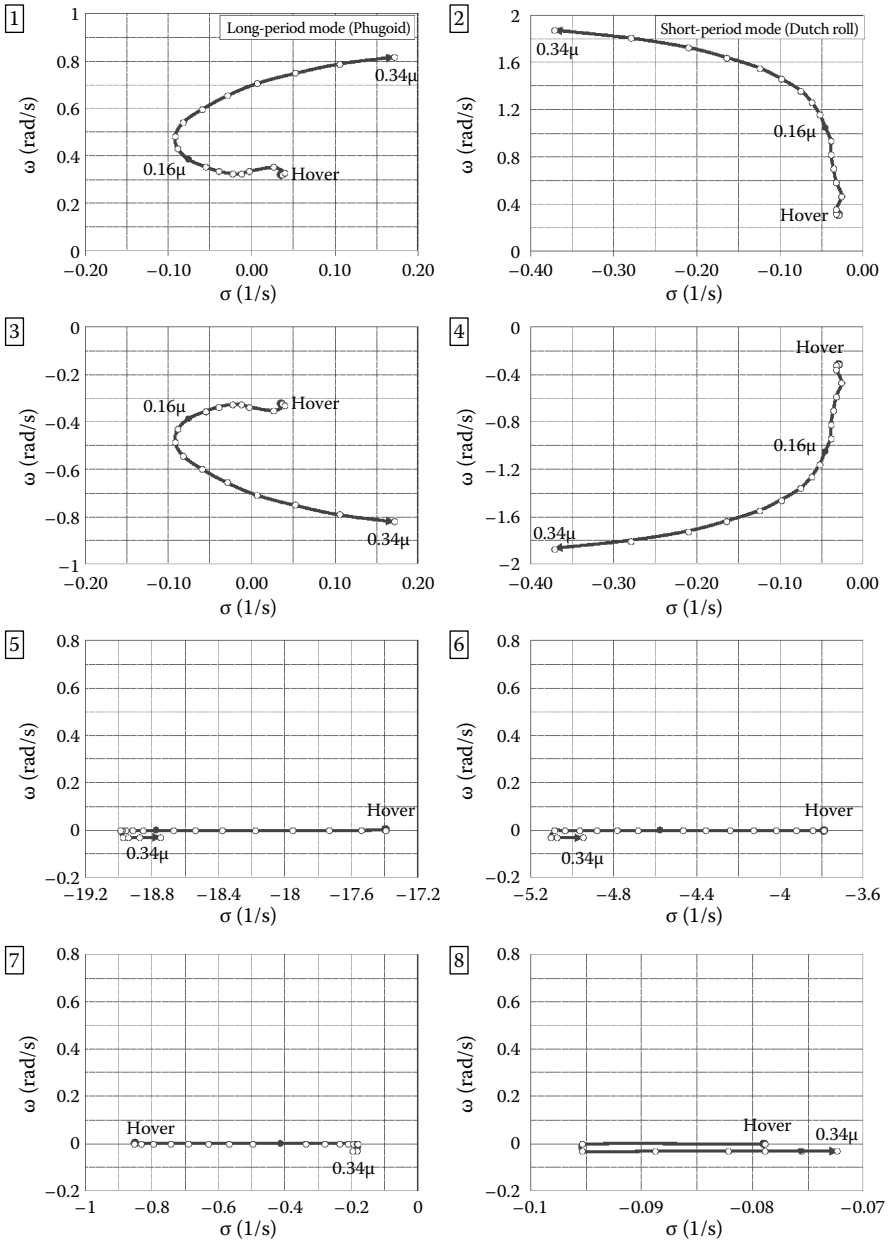 1
Long-period mode (Phugoid)
ω (rad/s)
1
0.8
0.6
0.4
0.2
0
0.34μ
0.16μ
Hover
−0.20
−0.10
0.00
0.10
0.20
σ (1/s)
2
Short-period mode (Dutch roll)
ω (rad/s)
2
1.6
1.2
0.8
0.4
0
0.34μ
0.16μ
Hover
−0.40
−0.30
−0.20
−0.10
0.00
σ (1/s)
3
ω (rad/s)
0
−0.2
−0.4
−0.6
−0.8
−1
0.16μ
Hover
0.34μ
−0.20
−0.10
0.00
0.10
0.20
σ (1/s)
4
ω (rad/s)
0
−0.4
−0.8
−1.2
−1.6
−2
Hover
0.16μ
0.34μ
−0.40
−0.30
−0.20
−0.10
0.00
σ (1/s)
5
ω (rad/s)
0.8
0.6
0.4
0.2
0
−0.2
Hover
0.34μ
−19.2
−18.8
−18.4
−18
−17.6
−17.2
σ (1/s)
6
ω (rad/s)
0.8
0.6
0.4
0.2
0
−0.2
Hover
0.34μ
−5.2
−4.8
−4.4
−4
−3.6
σ (1/s)
7
ω (rad/s)
0.8
0.6
0.4
0.2
0
−0.2
Hover
0.34μ
−1
−0.8
−0.6
−0.4
−0.2
0
σ (1/s)
8
ω (rad/s)
0.8
0.6
0.4
0.2
0
−0.2
Hover
0.34μ
−0.1
−0.09
−0.08
−0.07
σ (1/s)